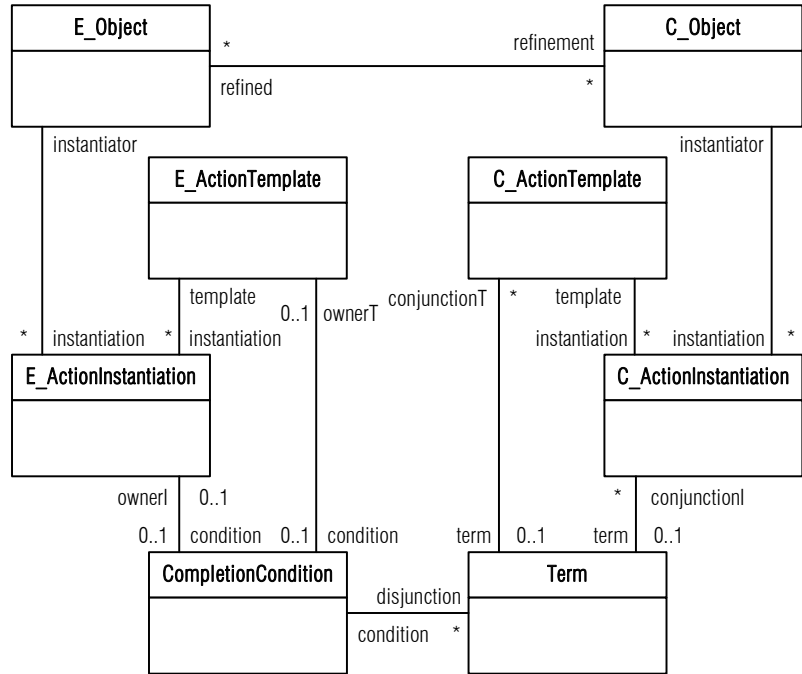 E_Object
C_Object
* refinement
refined *
instantiator instantiator
E_ActionTemplate C_ActionTemplate
template conjunctionT * template
0..1 ownerT
* instantiation * instantiation instantiation * instantiation *
E_ActionInstantiation C_ActionInstantiation
ownerI 0..1 * conjunctionI
0..1 condition 0..1 condition term 0..1 term 0..1
CompletionCondition Term
disjunction
condition *